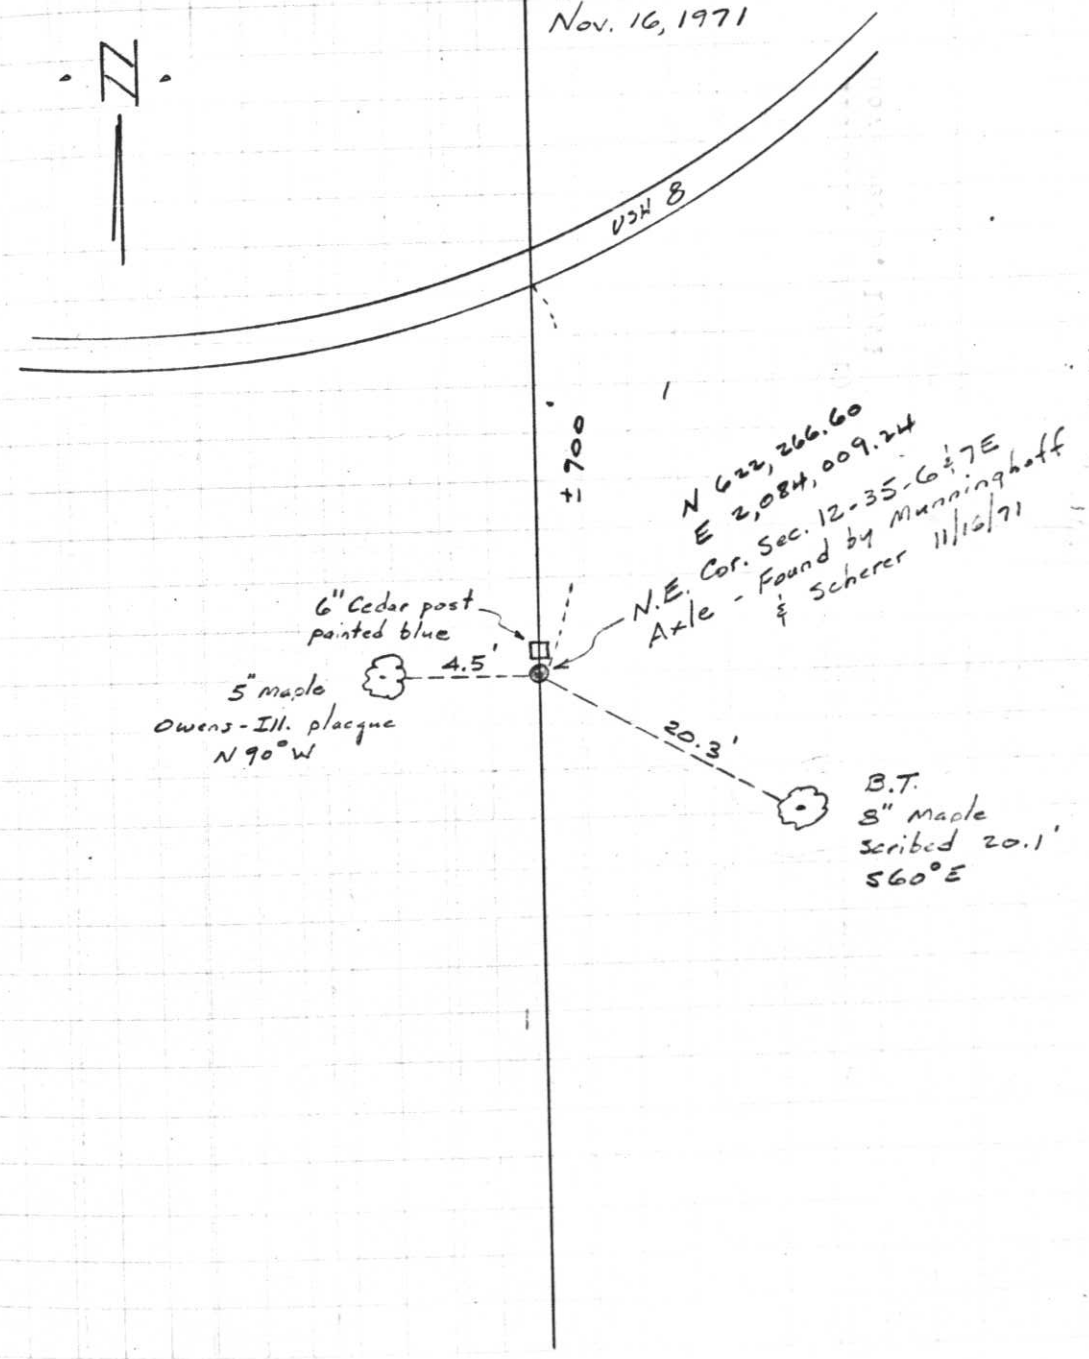 Nov. 16, 1971
N
USH 8
± 700'
N 622,266.60
E 2,084,009.24
N.E. Cor. Sec. 12-35-6 & 7E
Axle - Found by Munninghoff
& Scherer 11/16/71
6" Cedar post
painted blue
4.5'
5" Maple
Owens-Ill. placque
N 90° W
20.3'
B.T.
8" Maple
scribed 20.1'
S60°E